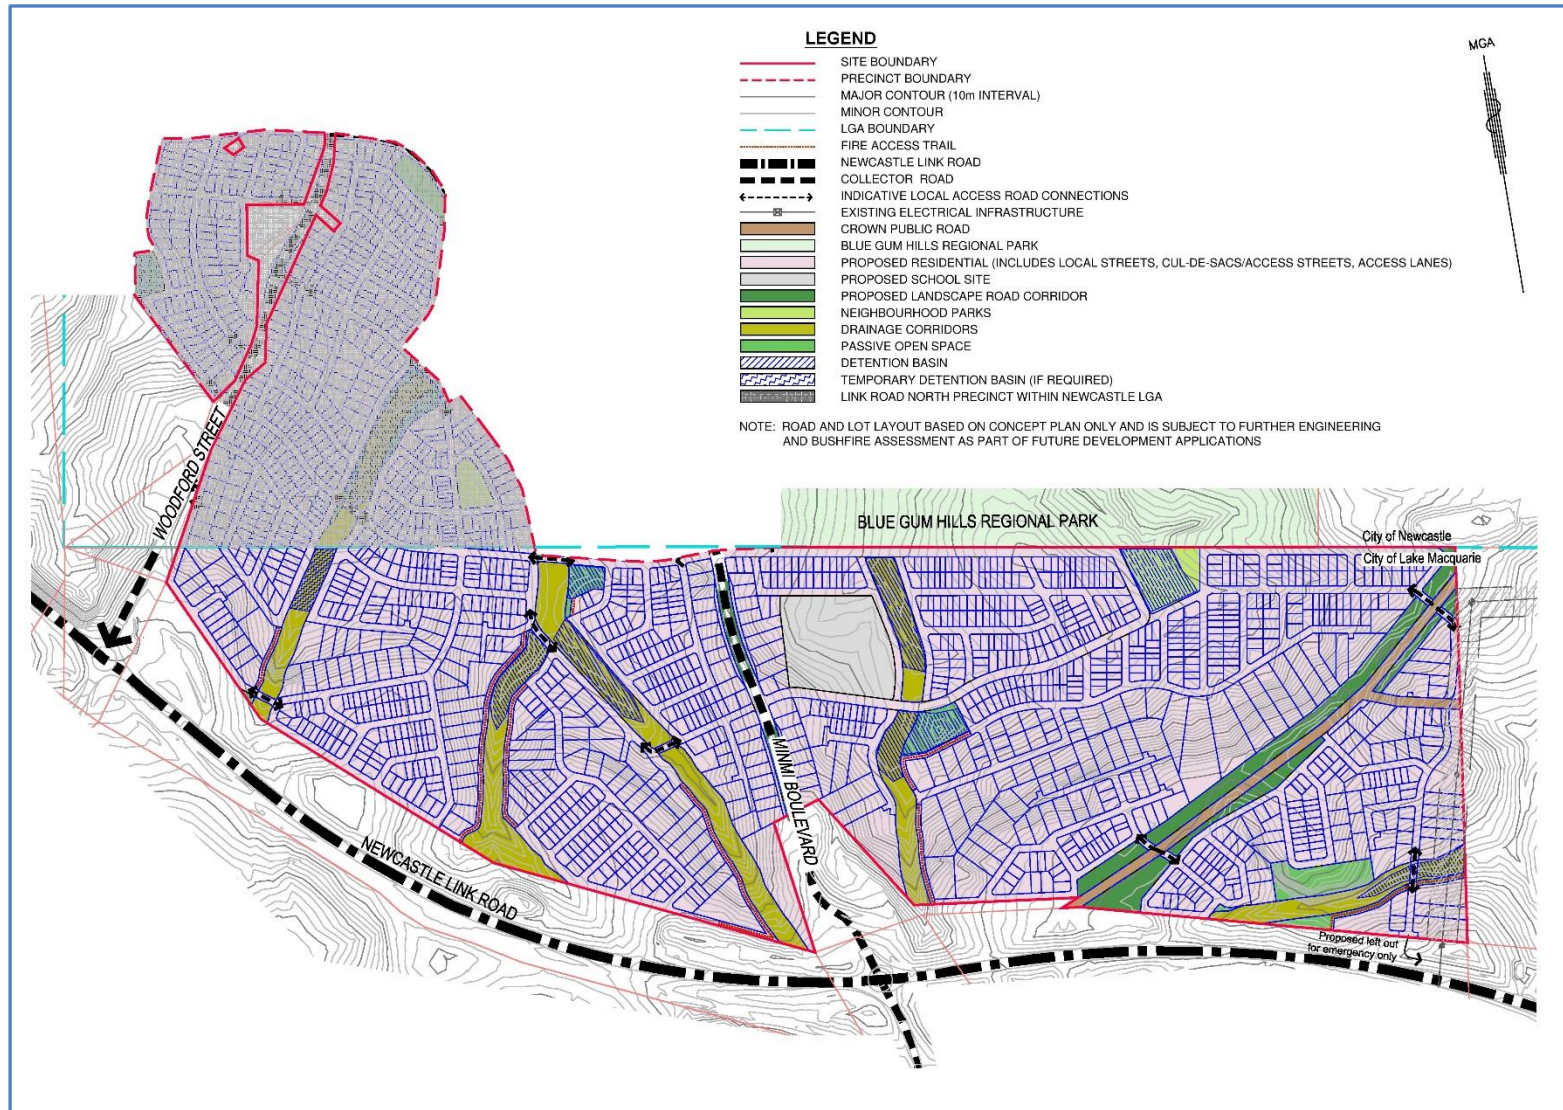 LEGEND
SITE BOUNDARY
PRECINCT BOUNDARY
MAJOR CONTOUR (10m INTERVAL)
MINOR CONTOUR
LGA BOUNDARY
FIRE ACCESS TRAIL
NEWCASTLE LINK ROAD
COLLECTOR ROAD
INDICATIVE LOCAL ACCESS ROAD CONNECTIONS
EXISTING ELECTRICAL INFRASTRUCTURE
CROWN PUBLIC ROAD
BLUE GUM HILLS REGIONAL PARK
PROPOSED RESIDENTIAL (INCLUDES LOCAL STREETS, CUL-DE-SACS/ACCESS STREETS, ACCESS LANES)
PROPOSED SCHOOL SITE
PROPOSED LANDSCAPE ROAD CORRIDOR
NEIGHBOURHOOD PARKS
DRAINAGE CORRIDORS
PASSIVE OPEN SPACE
DETENTION BASIN
TEMPORARY DETENTION BASIN (IF REQUIRED)
LINK ROAD NORTH PRECINCT WITHIN NEWCASTLE LGA
NOTE: ROAD AND LOT LAYOUT BASED ON CONCEPT PLAN ONLY AND IS SUBJECT TO FURTHER ENGINEERING
AND BUSHFIRE ASSESSMENT AS PART OF FUTURE DEVELOPMENT APPLICATIONS
MGA
WOODFORD STREET
BLUE GUM HILLS REGIONAL PARK
City of Newcastle
City of Lake Macquarie
MINMI BOULEVARD
NEWCASTLE LINK ROAD
Proposed left out
for emergency only